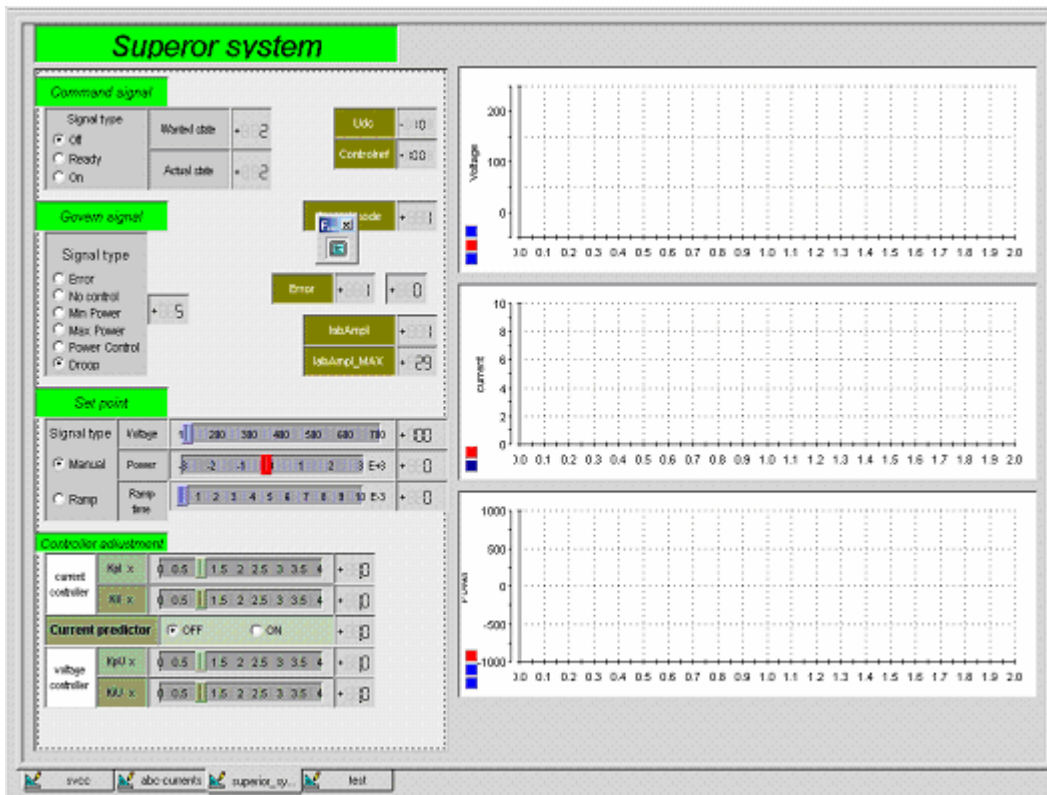 Superor system
Command signal
Signal type
Off
Ready
On
Wanted state
+ 2
Actual state
+ 2
Udc
- 10
Controlref
- 100
Govern signal
Signal type
Error
No control
Min Power
Max Power
Power Control
Droop
+ 5
+ 1
Error
+ 1
+ 0
IabAmpl
+ 1
IabAmpl_MAX
+ 29
Set point
Signal type
Manual
Ramp
Voltage
200 300 400 500 600 700
+ 00
Power
-3 -2 -1 1 2 3 E+3
+ 0
Ramp time
1 2 3 4 5 6 7 8 9 10 E-3
+ 0
Controller adjustment
current controller
KpI x
0 0.5 1.5 2 2.5 3 3.5 4
+
KiI x
0 0.5 1.5 2 2.5 3 3.5 4
+
Current predictor
OFF
ON
+
voltage controller
KpU x
0 0.5 1.5 2 2.5 3 3.5 4
+
KiU x
0 0.5 1.5 2 2.5 3 3.5 4
+
Voltage
200
100
0
0.0 0.1 0.2 0.3 0.4 0.5 0.6 0.7 0.8 0.9 1.0 1.1 1.2 1.3 1.4 1.5 1.6 1.7 1.8 1.9 2.0
current
10
8
6
4
2
0
0.1 0.2 0.3 0.4 0.5 0.6 0.7 0.8 0.9 1.0 1.1 1.2 1.3 1.4 1.5 1.6 1.7 1.8 1.9 2.0
1000
500
0
-500
-1000
0.0 0.1 0.2 0.3 0.4 0.5 0.6 0.7 0.8 0.9 1.0 1.1 1.2 1.3 1.4 1.5 1.6 1.7 1.8 1.9 2.0
svcc
abc-currents
superior_sy...
test